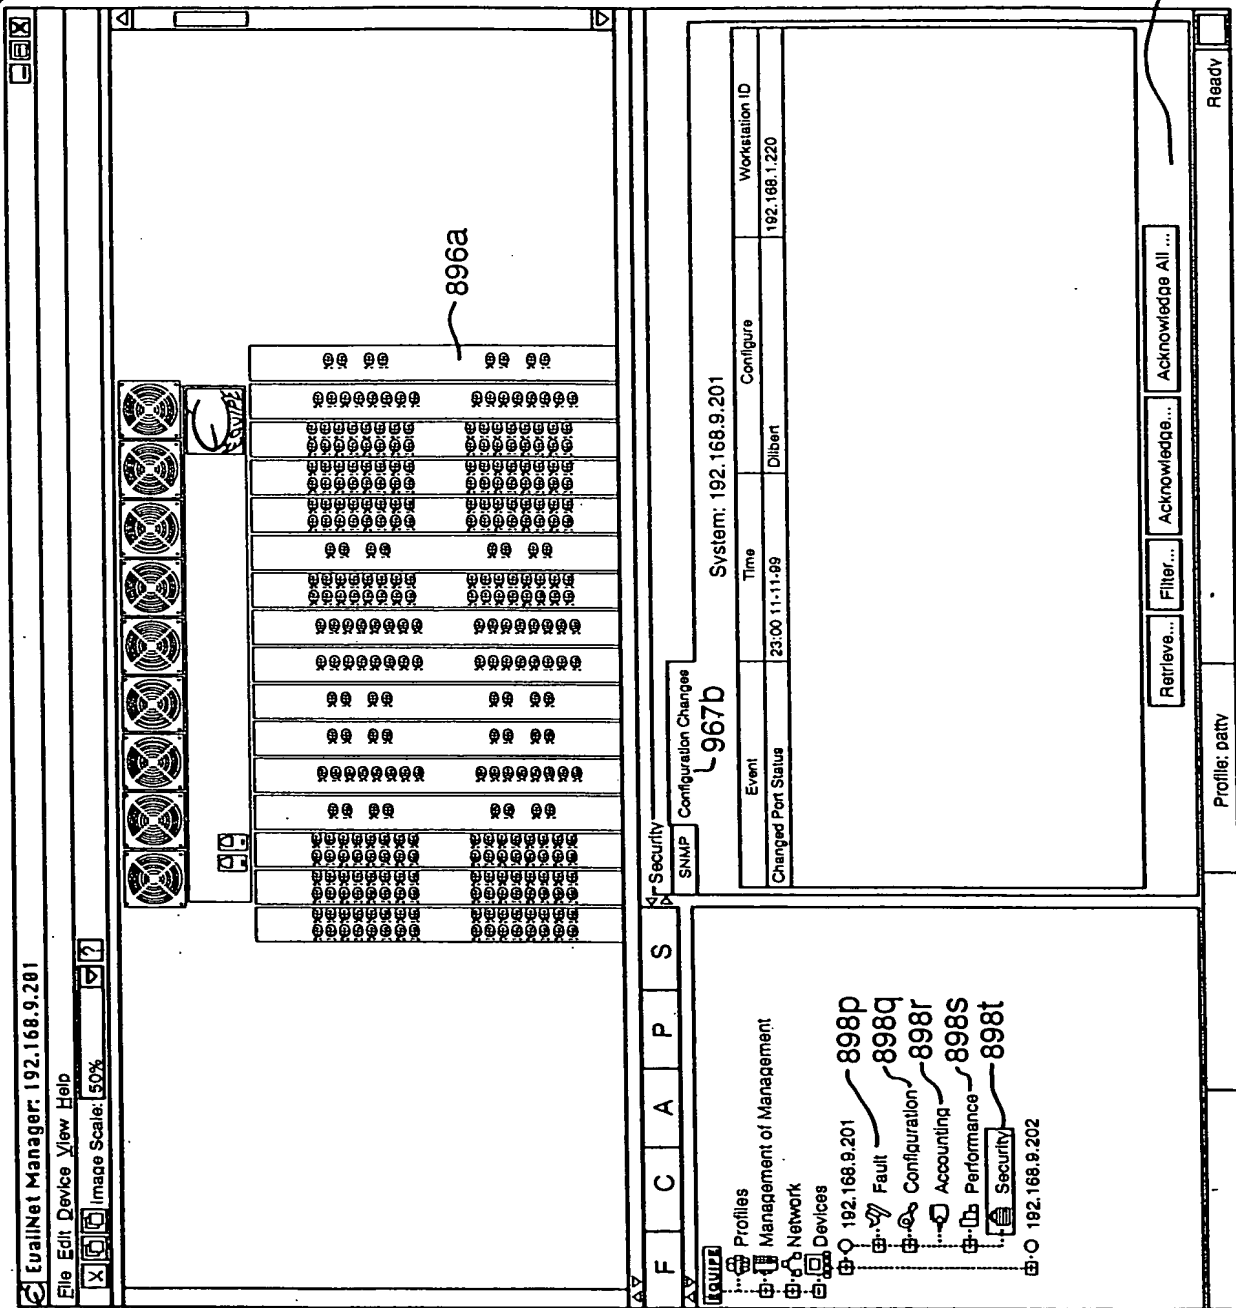 EuallNet Manager: 192.168.9.201
File Edit Device View Help
Image Scale: 50%
?
EQUIPE
896a
F C A P S
EQUIPE
Profiles
Management of Management
Network
Devices
192.168.9.201
Fault
Configuration
Accounting
Performance
Security
192.168.9.202
898p
898q
898r
898s
898t
Security
SNMP
Configuration Changes
967b
System: 192.168.9.201
Event Time Configure Workstation ID
Changed Port Status 23:00 11-11-99 Dilbert 192.168.1.220
Retrieve... Filter... Acknowledge... Acknowledge All ...
Profile: patty
Ready